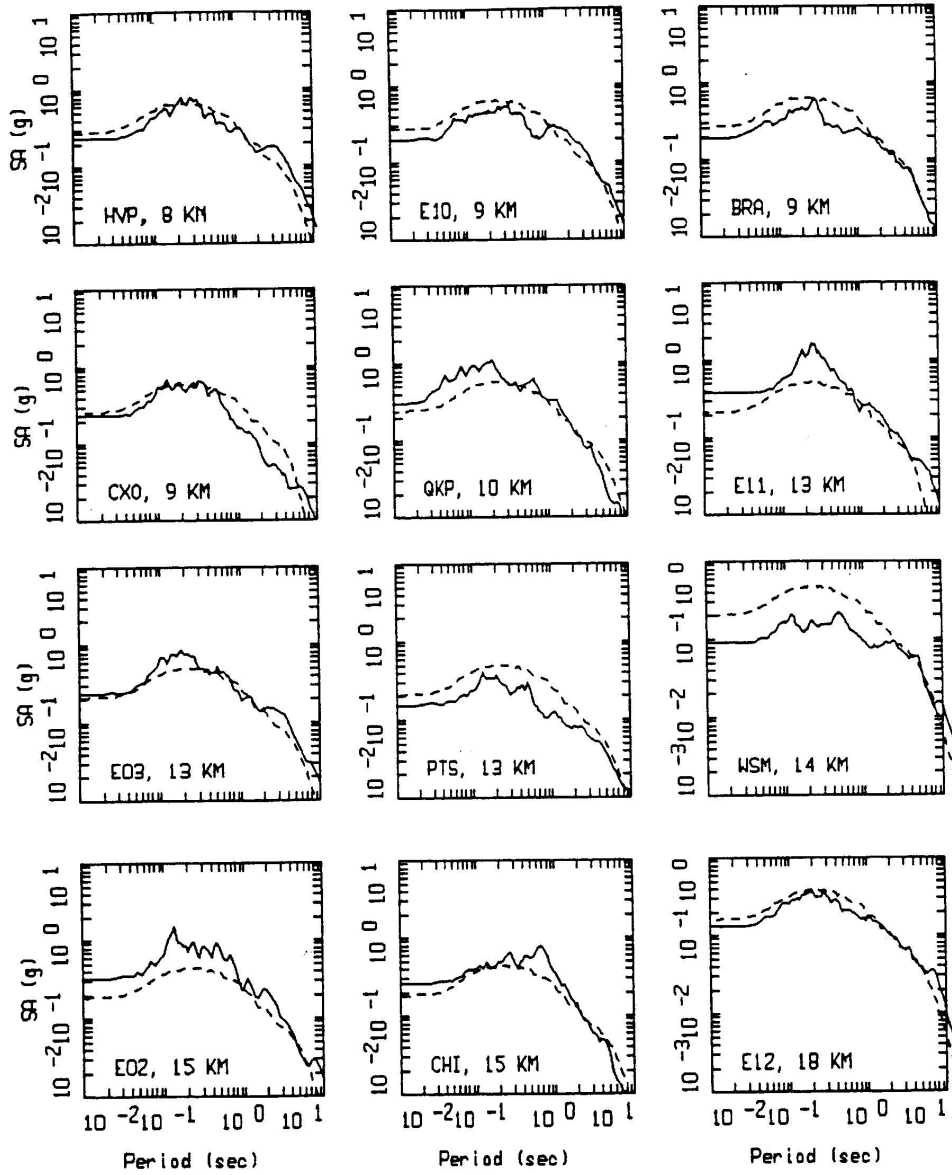 SA (g)
10^-2 10^-1 10^0 10^1
HVP, 8 KM
10^-2 10^-1 10^0 10^1
E10, 9 KM
10^-2 10^-1 10^0 10^1
BRA, 9 KM
SA (g)
10^-2 10^-1 10^0 10^1
CXO, 9 KM
10^-2 10^-1 10^0 10^1
QKP, 10 KM
10^-2 10^-1 10^0 10^1
E11, 13 KM
SA (g)
10^-2 10^-1 10^0 10^1
E03, 13 KM
10^-2 10^-1 10^0 10^1
PTS, 13 KM
10^-3 10^-2 10^-1 10^0
WSM, 14 KM
SA (g)
10^-2 10^-1 10^0 10^1
E02, 15 KM
10^-2 10^-1 10^0 10^1
CHI, 15 KM
10^-3 10^-2 10^-1 10^0
E12, 18 KM
10^-2 10^-1 10^0 10^1
10^-2 10^-1 10^0 10^1
10^-2 10^-1 10^0 10^1
Period (sec)
Period (sec)
Period (sec)